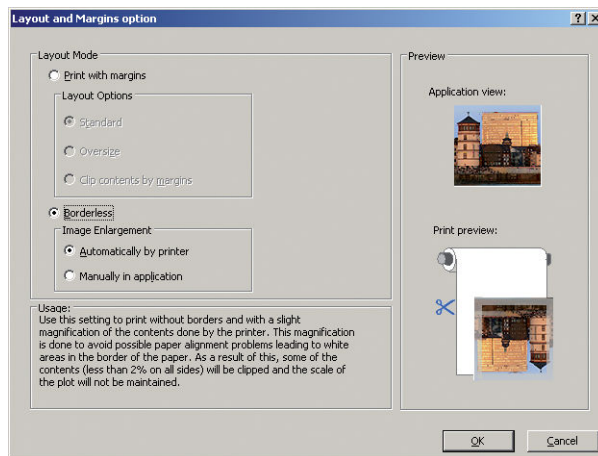 Layout and Margins option
Layout Mode
Print with margins
Layout Options
Standard
Oversize
Clip contents by margins
Borderless
Image Enlargement
Automatically by printer
Manually in application
Usage:
Use this setting to print without borders and with a slight
magnification of the contents done by the printer. This magnification
is done to avoid possible paper alignment problems leading to white
areas in the border of the paper. As a result of this, some of the
contents (less than 2% on all sides) will be clipped and the scale of
the plot will not be maintained.
Preview
Application view:
Print preview:
OK
Cancel